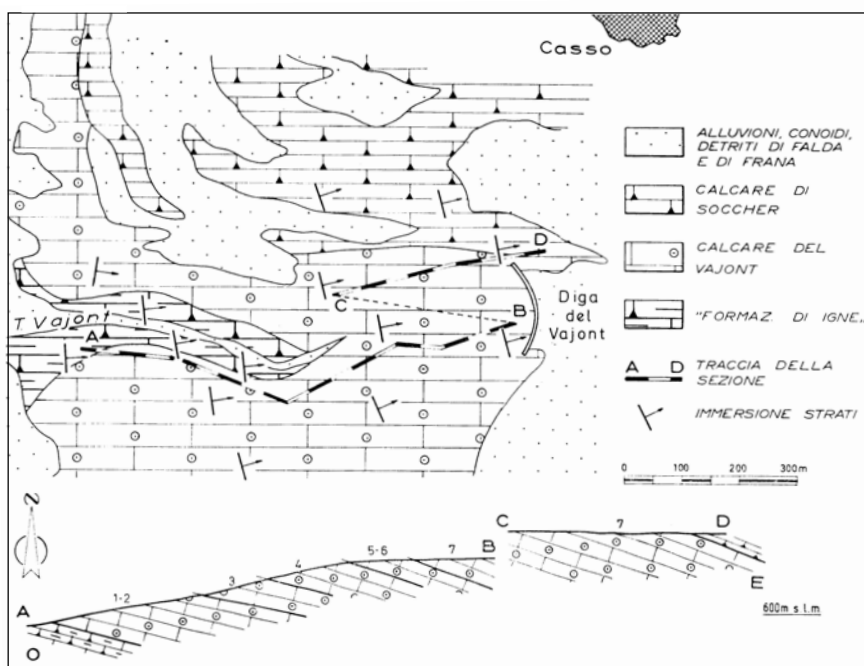 Casso
ALLUVIONI, CONOIDI,
DETRITI DI FALDA
E DI FRANA
CALCARE DI
SOCCHER
CALCARE DEL
VAJONT
"FORMAZ. DI IGNE"
A D TRACCIA DELLA
SEZIONE
IMMERSIONE STRATI
0 100 200 300m
D
C
B
Diga
del
Vajont
T. Vajont
A
N
A
O
1-2
3
4
5-6
7
B
C
7
D
E
600m s.l.m